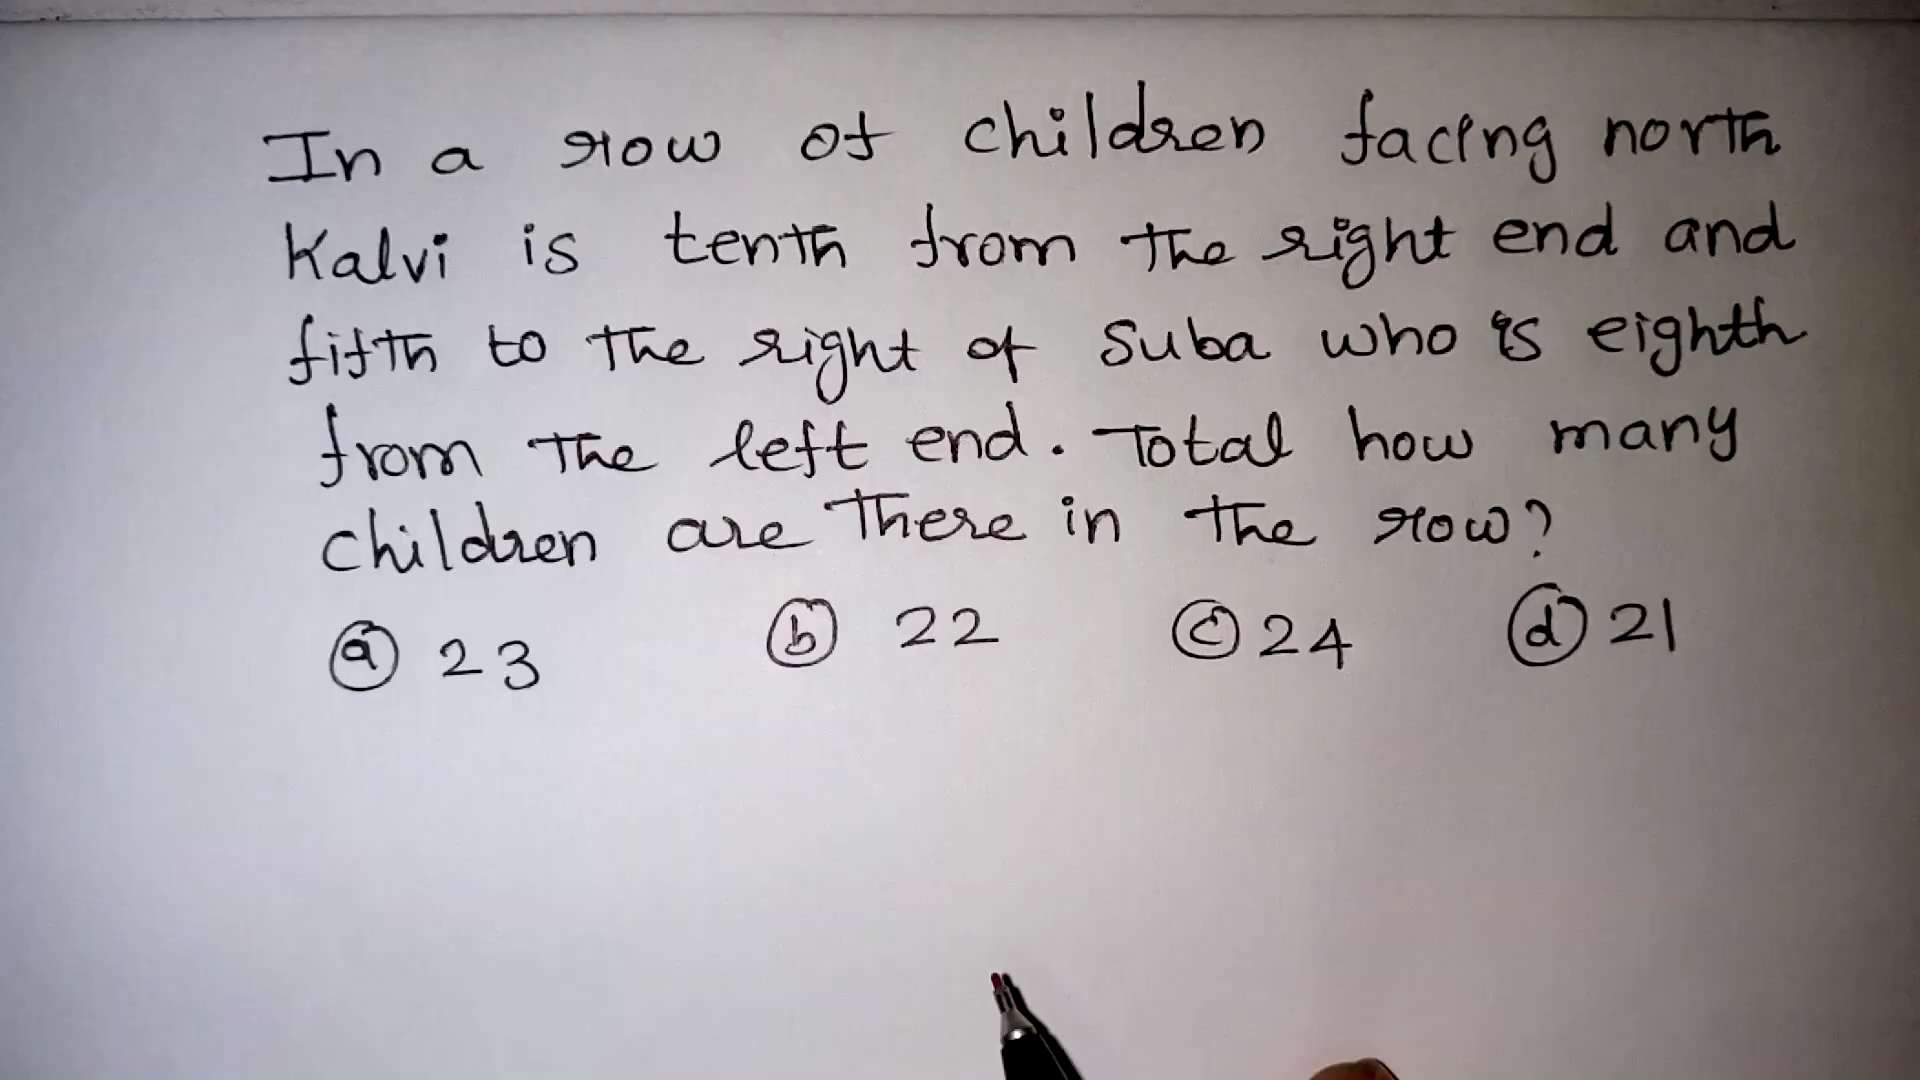 In a row of children facing north
Kalvi is tenth from the right end and
fifth to the right of Suba who is eighth
from the left end. Total how many
children are there in the row?
(a) 23 (b) 22 (c) 24 (d) 21